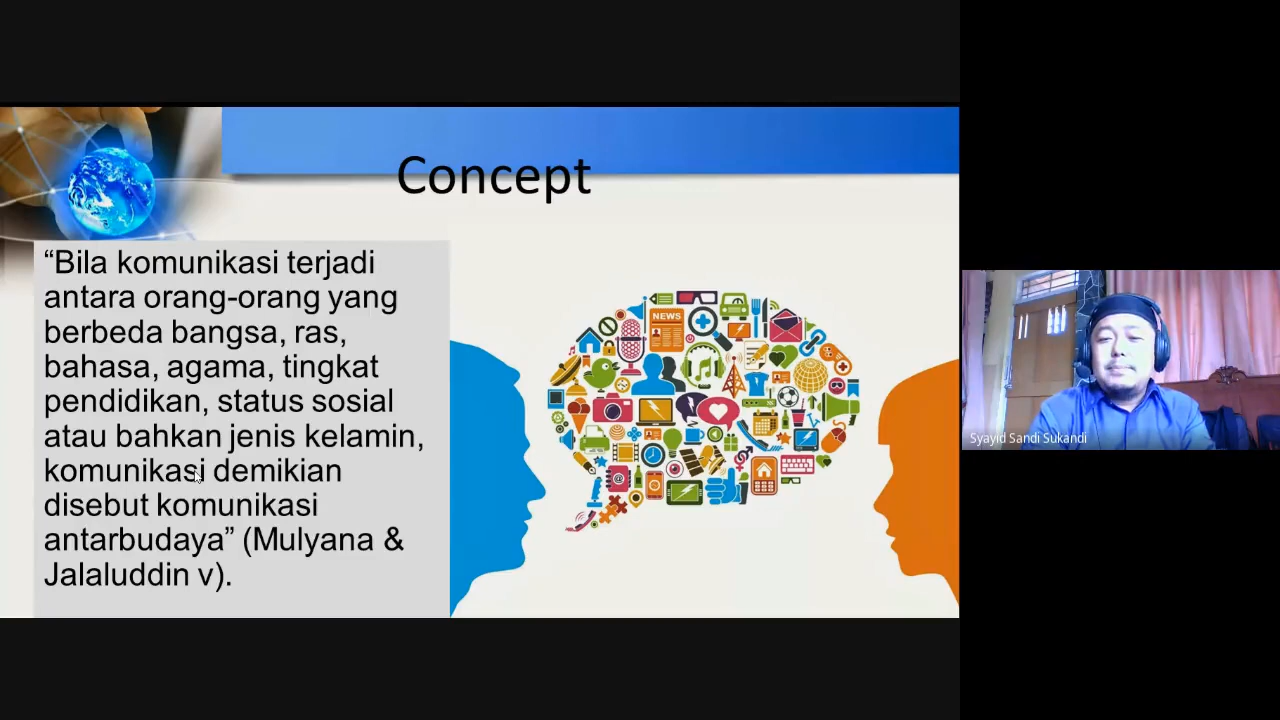 Concept
“Bila komunikasi terjadi
antara orang-orang yang
berbeda bangsa, ras,
bahasa, agama, tingkat
pendidikan, status sosial
atau bahkan jenis kelamin,
komunikasi demikian
disebut komunikasi
antarbudaya” (Mulyana &
Jalaluddin v).
NEWS
Syayid Sandi Sukandi